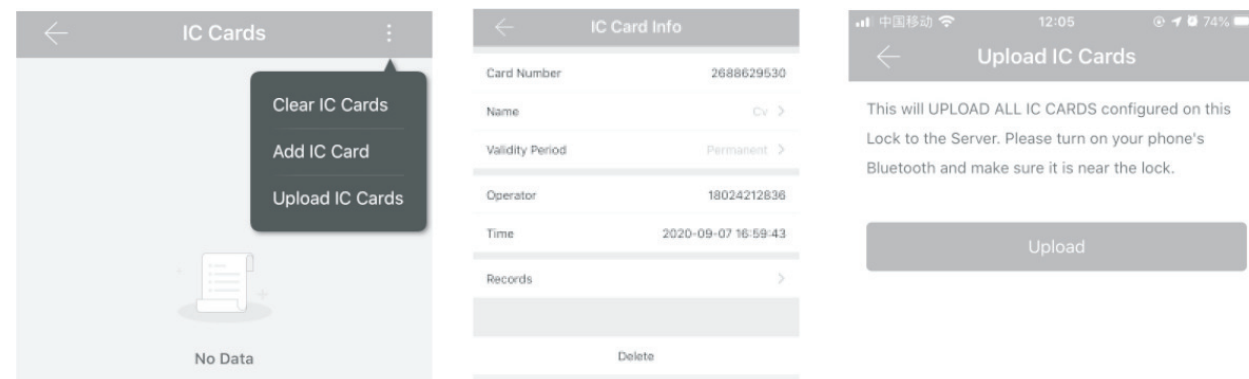 IC Cards
Clear IC Cards
Add IC Card
Upload IC Cards
No Data
IC Card Info
Card Number 2688629530
Name Cv
Validity Period Permanent
Operator 18024212836
Time 2020-09-07 16:59:43
Records
Delete
中国移动 12:05 74%
Upload IC Cards
This will UPLOAD ALL IC CARDS configured on this
Lock to the Server. Please turn on your phone's
Bluetooth and make sure it is near the lock.
Upload